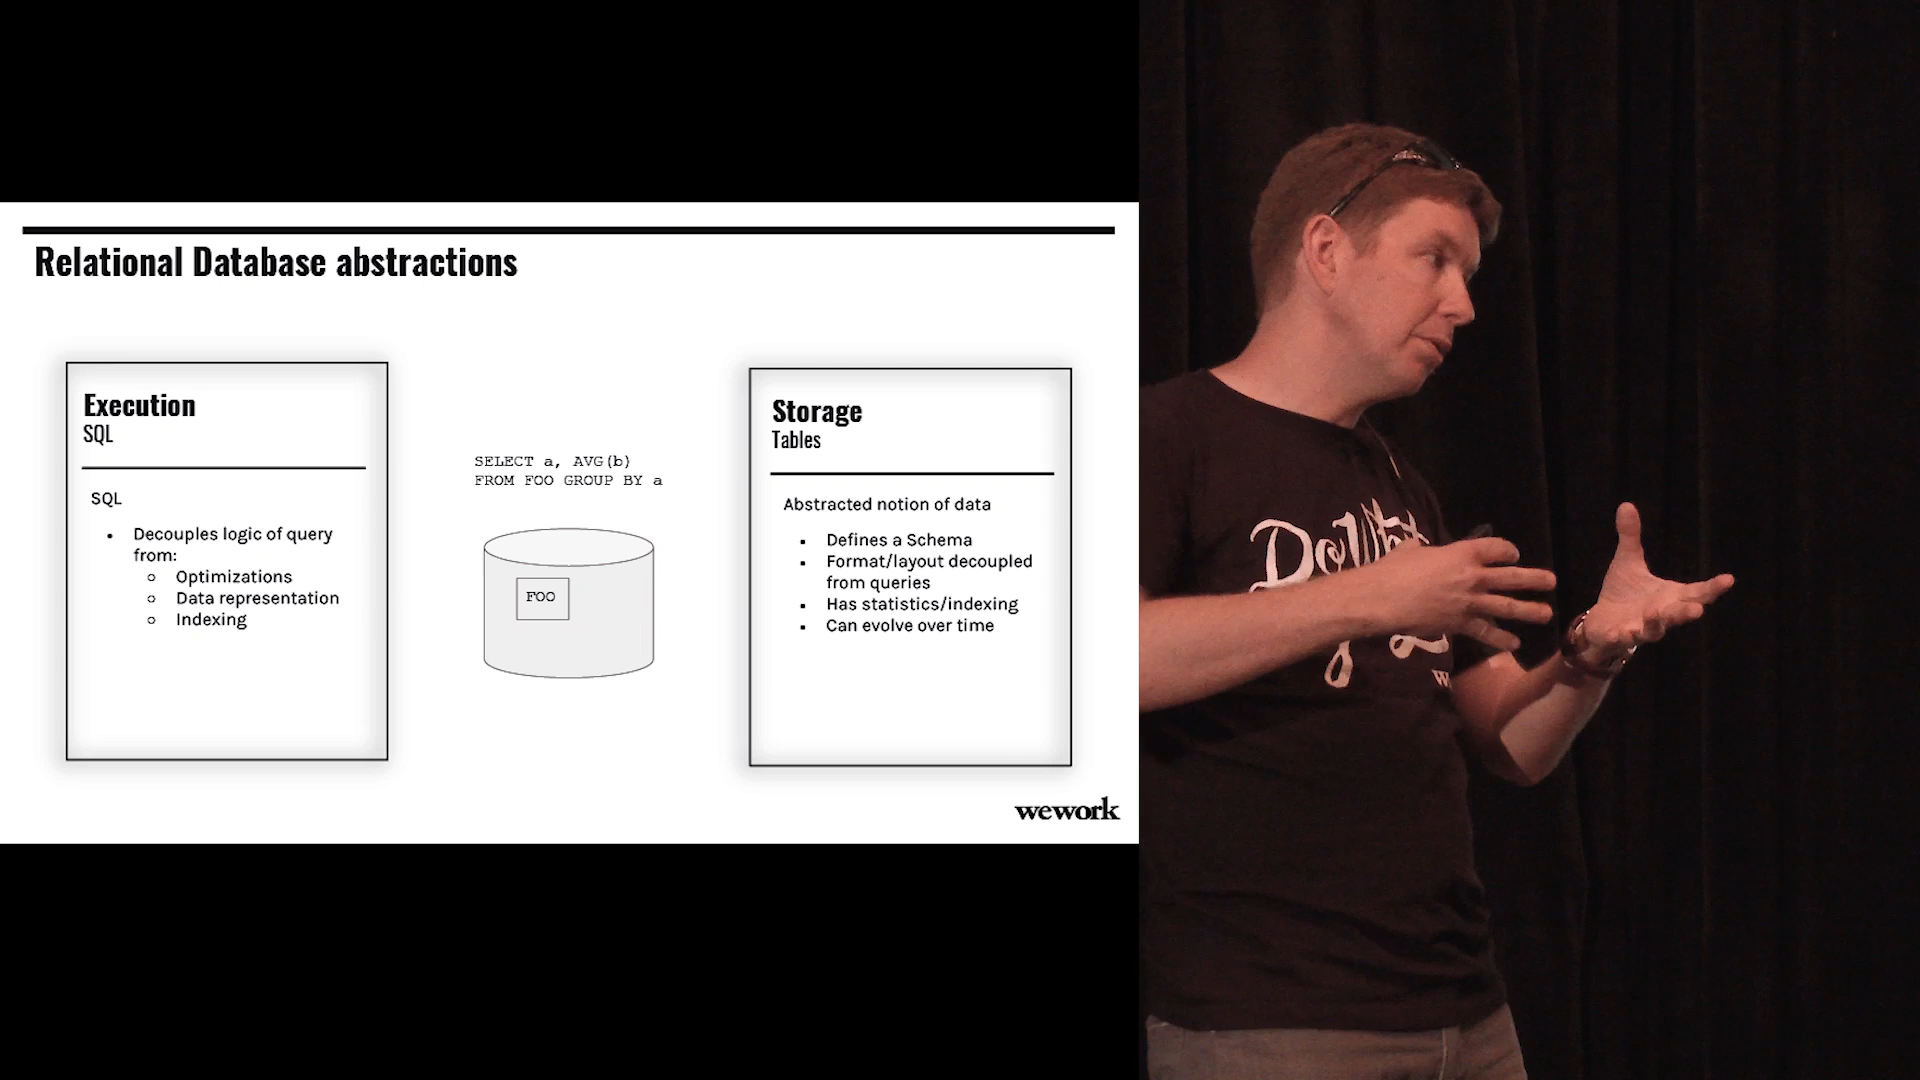 Relational Database abstractions
Execution
SQL
SQL
• Decouples logic of query
from:
○ Optimizations
○ Data representation
○ Indexing
SELECT a, AVG(b)
FROM FOO GROUP BY a
FOO
Storage
Tables
Abstracted notion of data
▪ Defines a Schema
▪ Format/layout decoupled
from queries
▪ Has statistics/indexing
▪ Can evolve over time
wework
Do